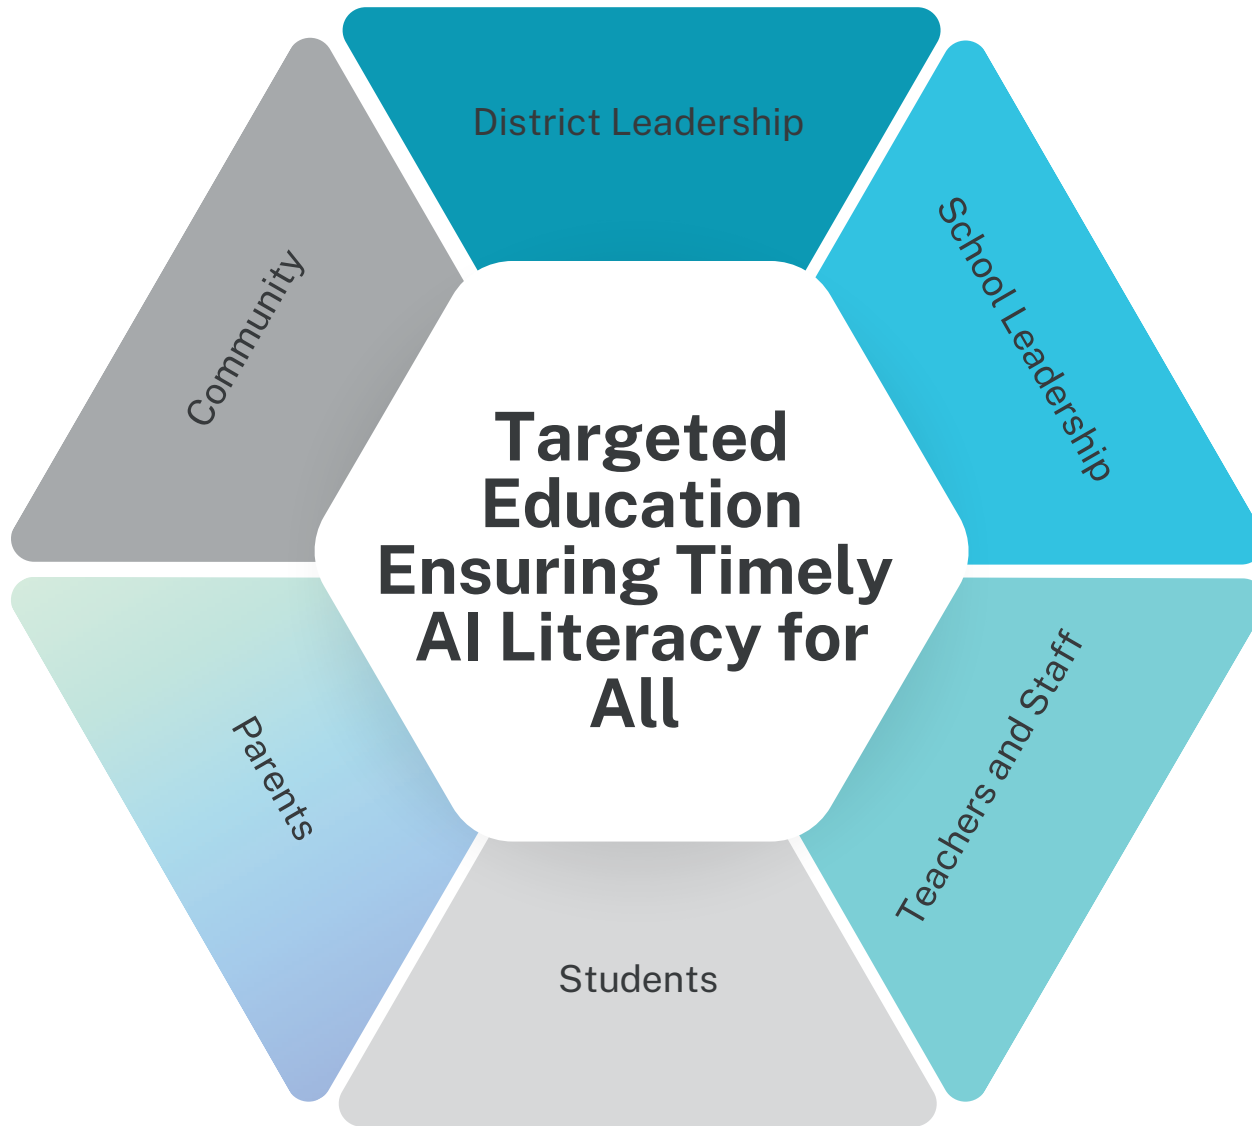 District Leadership
School Leadership
Teachers and Staff
Students
Parents
Community
Targeted
Education
Ensuring Timely
AI Literacy for
All